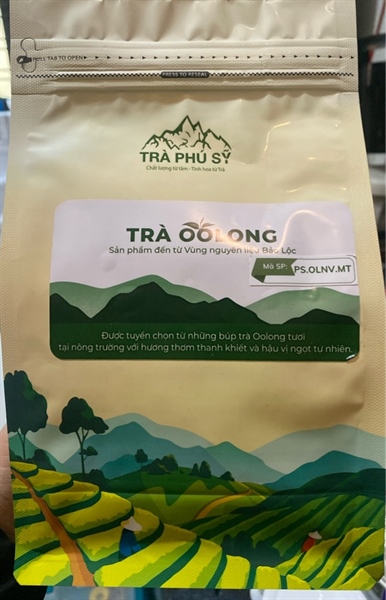 PULL TAB TO OPEN
PRESS TO RESEAL
TRÀ PHÚ SỸ
Chất lượng từ tâm - Tinh hoa từ Trà
TRÀ OOLONG
Sản phẩm đến từ Vùng nguyên liệu Bảo Lộc
Mã SP: PS.OLNV.MT
Được tuyển chọn từ những búp trà Oolong tươi
tại nông trường với hương thơm thanh khiết và hậu vị ngọt tự nhiên.